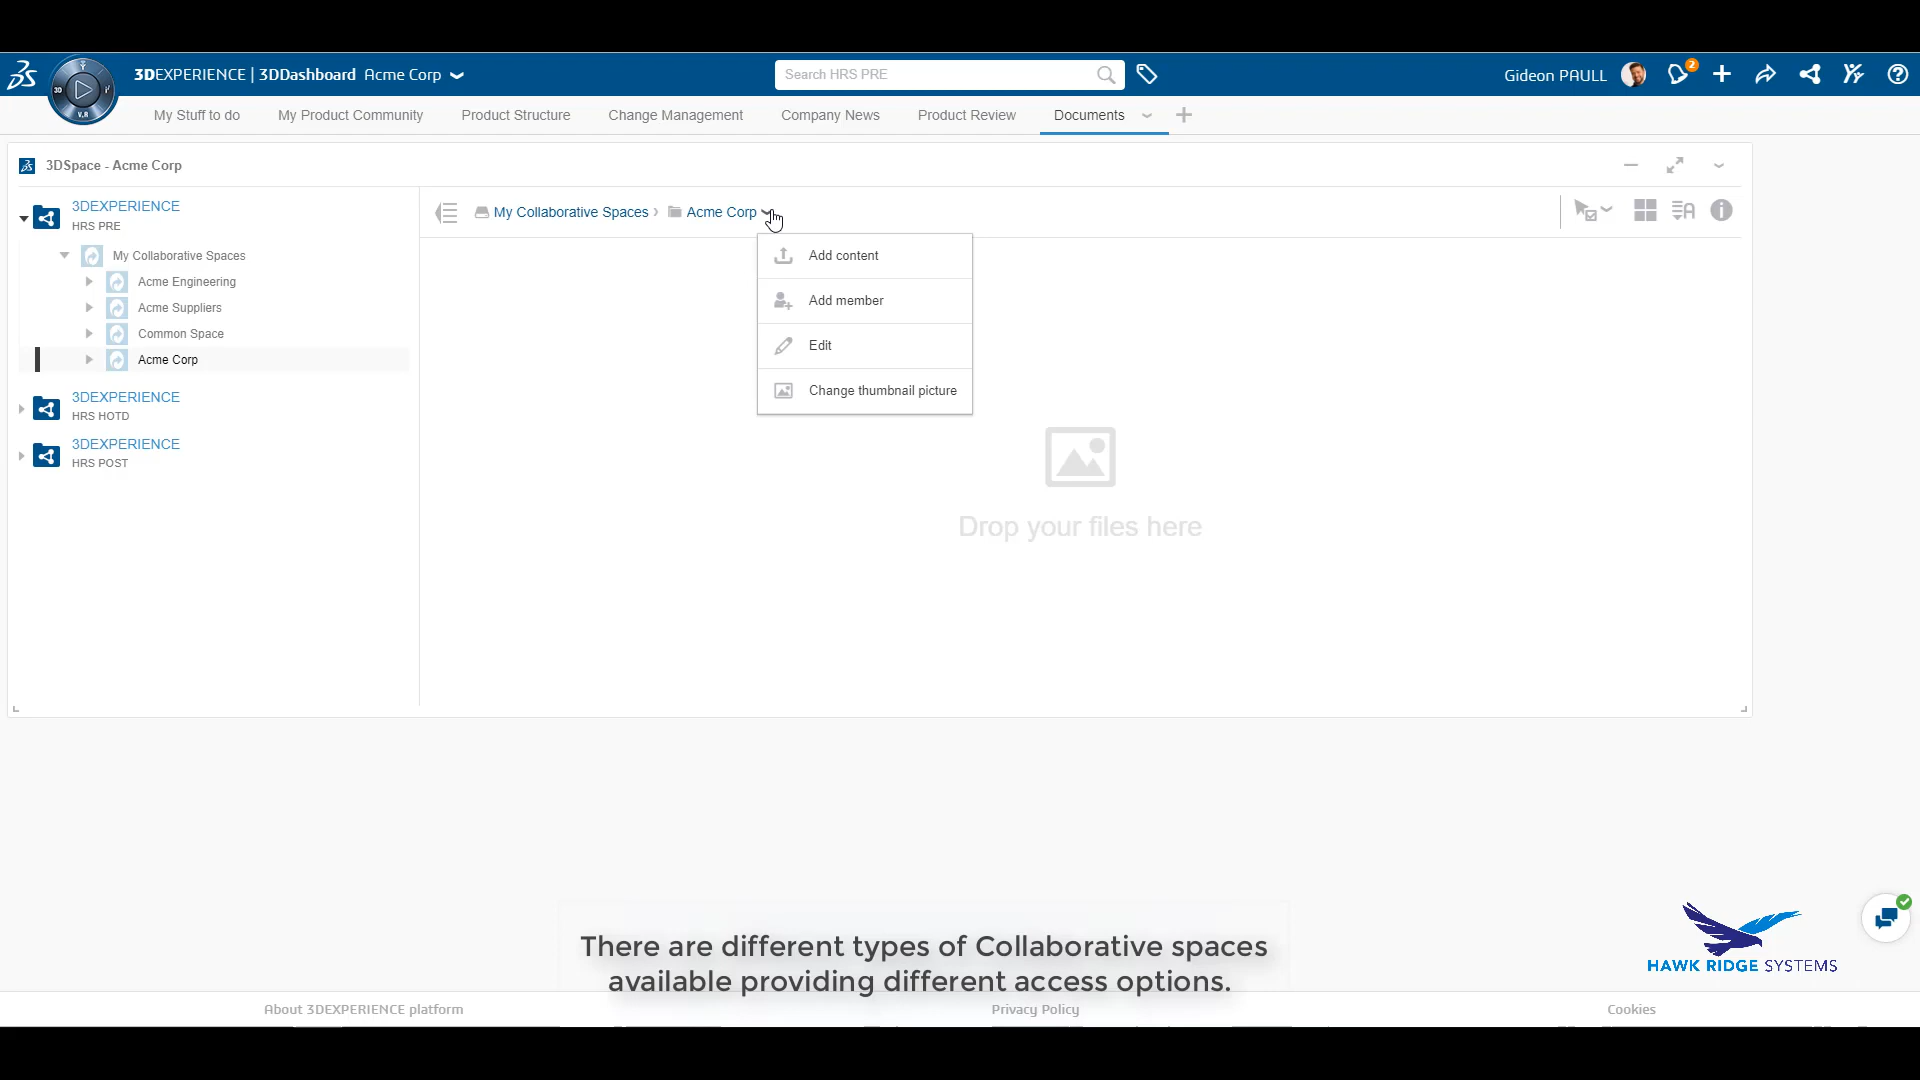 3DEXPERIENCE | 3DDashboard Acme Corp
Search HRS PRE
Gideon PAULL
2
3D
V.R
My Stuff to do
My Product Community
Product Structure
Change Management
Company News
Product Review
Documents
3DSpace - Acme Corp
3DEXPERIENCE
HRS PRE
My Collaborative Spaces
Acme Engineering
Acme Suppliers
Common Space
Acme Corp
3DEXPERIENCE
HRS HOTD
3DEXPERIENCE
HRS POST
My Collaborative Spaces
Acme Corp
Add content
Add member
Edit
Change thumbnail picture
Drop your files here
There are different types of Collaborative spaces
available providing different access options.
HAWK RIDGE SYSTEMS
About 3DEXPERIENCE platform
Privacy Policy
Cookies